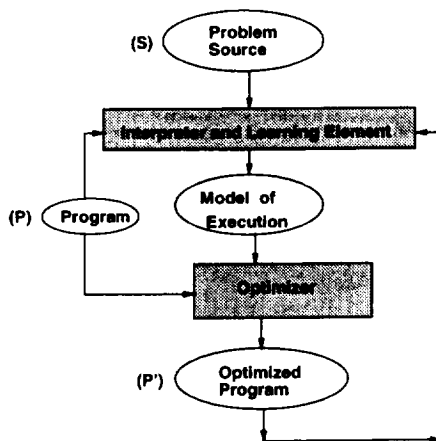 (S)
Problem
Source
Interpreter and Learning Element
Model of
Execution
(P)
Program
Optimizer
(P')
Optimized
Program